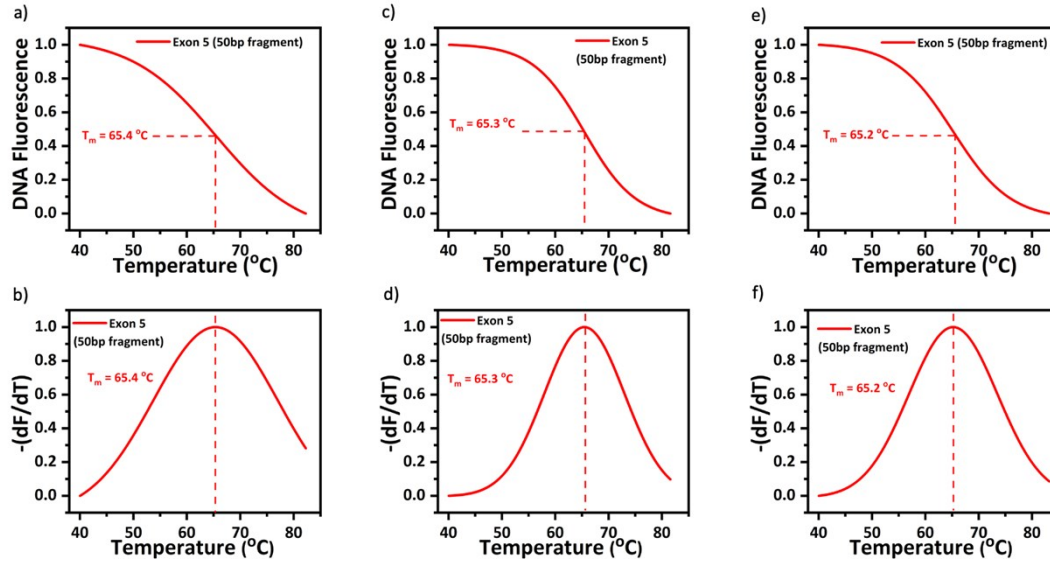 a)
DNA Fluorescence
1.0
0.8
0.6
0.4
0.2
0.0
Exon 5 (50bp fragment)
Tm = 65.4 °C
40 50 60 70 80
Temperature (°C)
c)
DNA Fluorescence
1.0
0.8
0.6
0.4
0.2
0.0
Exon 5
(50bp fragment)
Tm = 65.3 °C
40 50 60 70 80
Temperature (°C)
e)
DNA Fluorescence
1.0
0.8
0.6
0.4
0.2
0.0
Exon 5 (50bp fragment)
Tm = 65.2 °C
40 50 60 70 80
Temperature (°C)
b)
-(dF/dT)
1.0
0.8
0.6
0.4
0.2
0.0
Exon 5
(50bp fragment)
Tm = 65.4 °C
40 50 60 70 80
Temperature (°C)
d)
-(dF/dT)
1.0
0.8
0.6
0.4
0.2
0.0
Exon 5
(50bp fragment)
Tm = 65.3 °C
40 50 60 70 80
Temperature (°C)
f)
-(dF/dT)
1.0
0.8
0.6
0.4
0.2
0.0
Exon 5
(50bp fragment)
Tm = 65.2 °C
40 50 60 70 80
Temperature (°C)